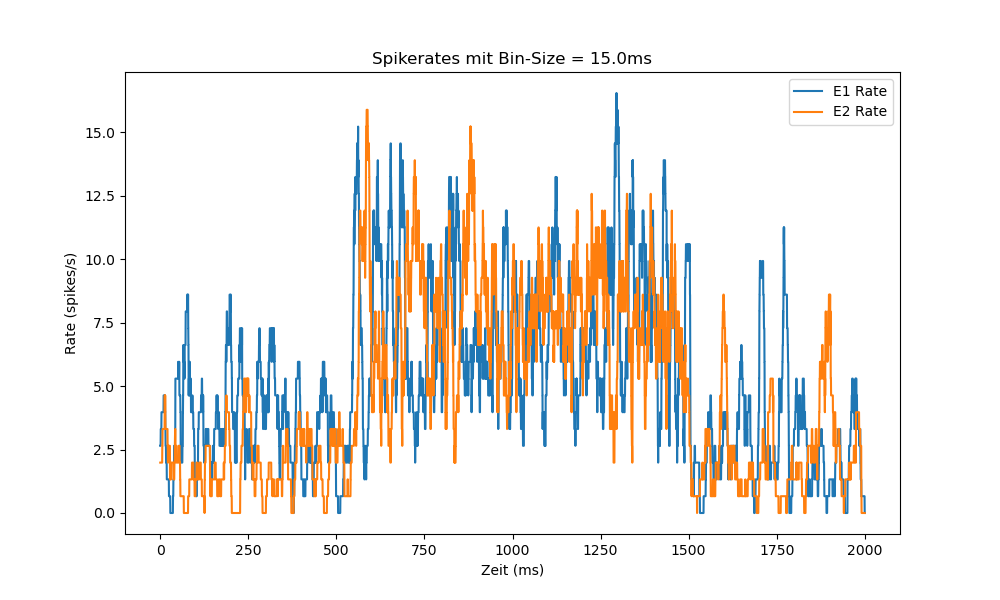 Spikerates mit Bin-Size = 15.0ms
E1 Rate
E2 Rate
15.0
12.5
10.0
7.5
5.0
2.5
0.0
Rate (spikes/s)
0 250 500 750 1000 1250 1500 1750 2000
Zeit (ms)